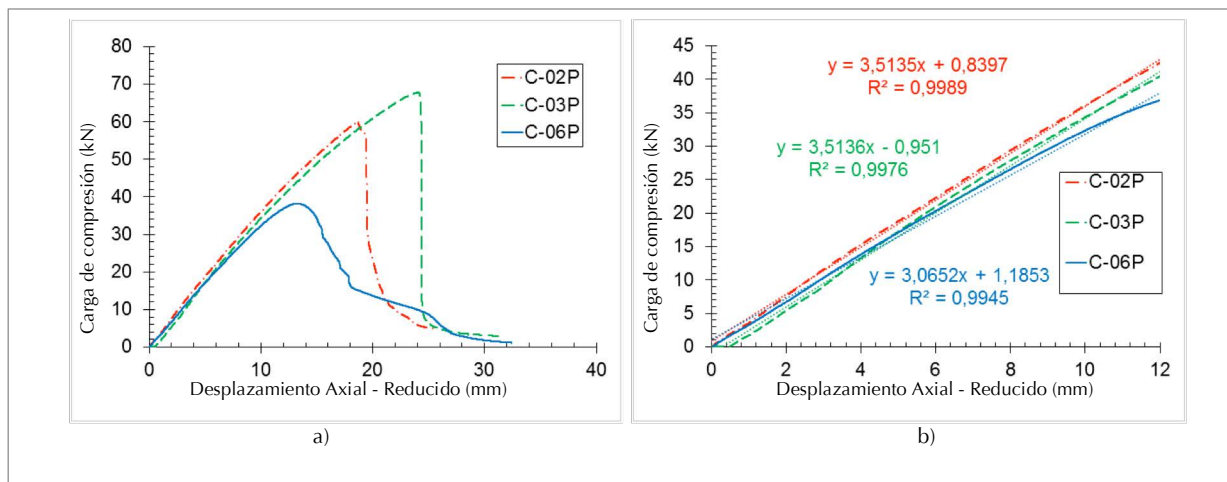 80
70
60
50
40
30
20
10
0
Carga de compresión (kN)
C-02P
C-03P
C-06P
0 10 20 30 40
Desplazamiento Axial - Reducido (mm)
a)
45
40
35
30
25
20
15
10
5
0
Carga de compresión (kN)
y = 3,5135x + 0,8397
R² = 0,9989
y = 3,5136x - 0,951
R² = 0,9976
C-02P
C-03P
C-06P
y = 3,0652x + 1,1853
R² = 0,9945
0 2 4 6 8 10 12
Desplazamiento Axial - Reducido (mm)
b)